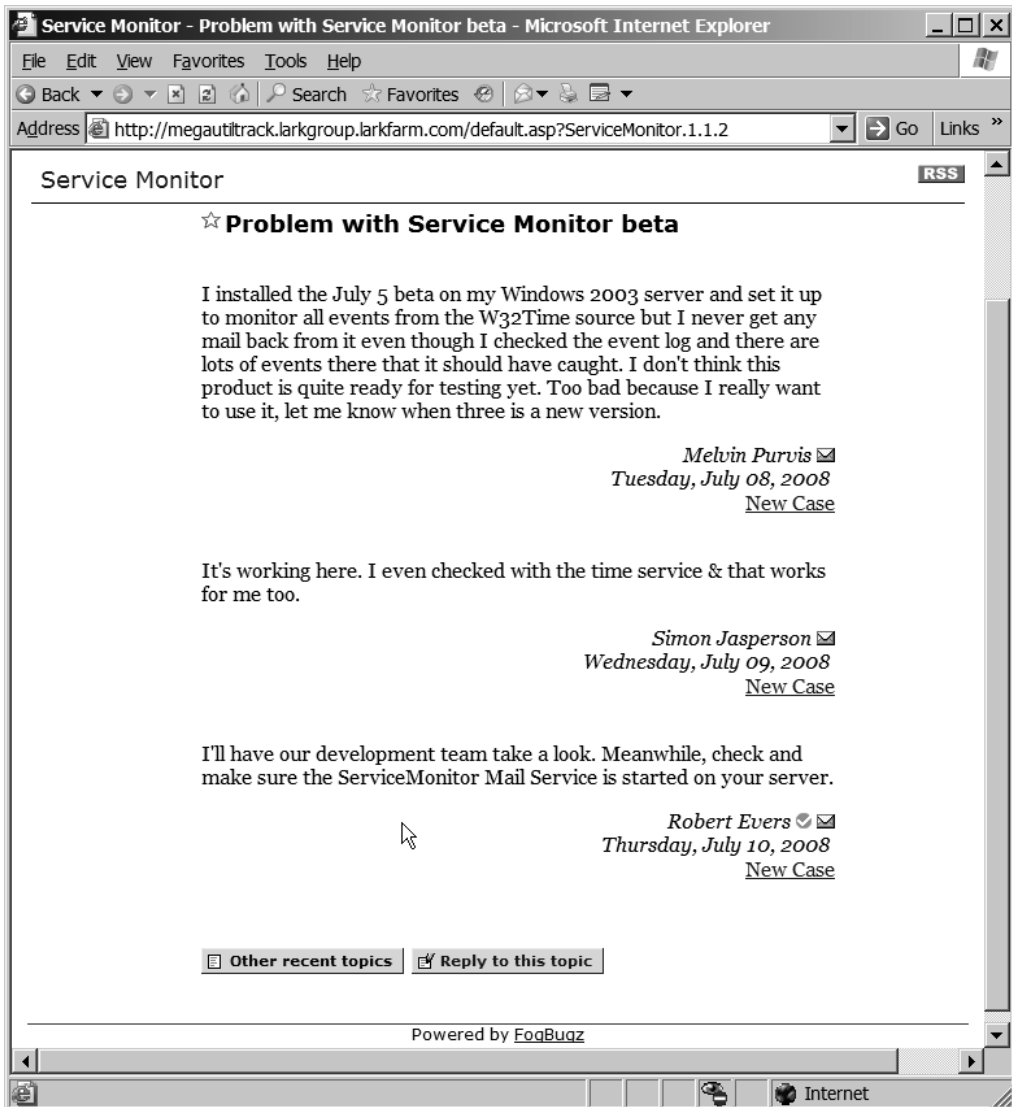 Service Monitor - Problem with Service Monitor beta - Microsoft Internet Explorer
File Edit View Favorites Tools Help
Back Search Favorites
Address http://megautiltrack.larkgroup.larkfarm.com/default.asp?ServiceMonitor.1.1.2 Go Links »
Service Monitor RSS
Problem with Service Monitor beta
I installed the July 5 beta on my Windows 2003 server and set it up
to monitor all events from the W32Time source but I never get any
mail back from it even though I checked the event log and there are
lots of events there that it should have caught. I don't think this
product is quite ready for testing yet. Too bad because I really want
to use it, let me know when three is a new version.
Melvin Purvis
Tuesday, July 08, 2008
New Case
It's working here. I even checked with the time service & that works
for me too.
Simon Jasperson
Wednesday, July 09, 2008
New Case
I'll have our development team take a look. Meanwhile, check and
make sure the ServiceMonitor Mail Service is started on your server.
Robert Evers
Thursday, July 10, 2008
New Case
Other recent topics Reply to this topic
Powered by FogBugz
Internet